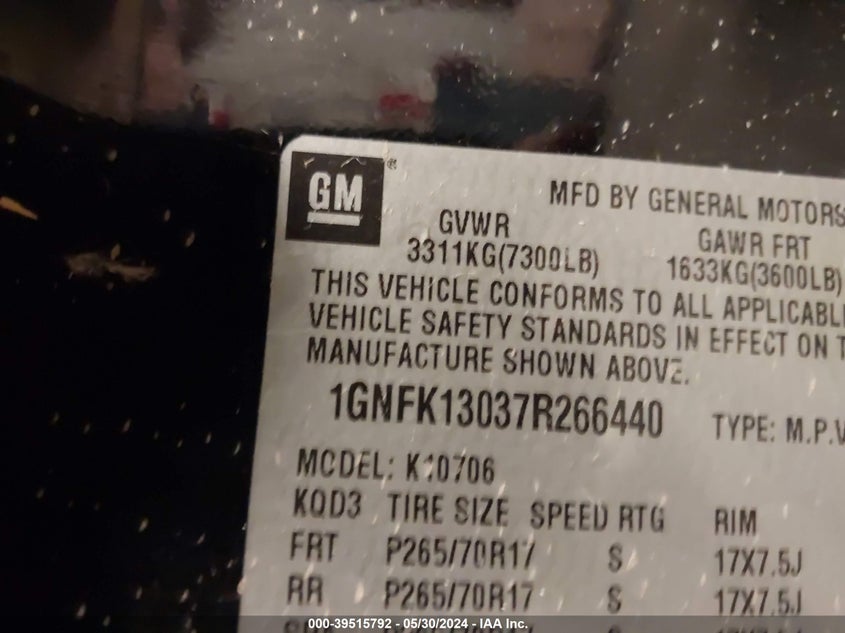 GM ®
MFD BY GENERAL MOTORS
GVWR GAWR FRT
3311KG(7300LB) 1633KG(3600LB)
THIS VEHICLE CONFORMS TO ALL APPLICABL
VEHICLE SAFETY STANDARDS IN EFFECT ON T
MANUFACTURE SHOWN ABOVE.
1GNFK13037R266440 TYPE: M.P.V
MODEL: K10706
KQD3 TIRE SIZE SPEED RTG RIM
FRT P265/70R17 S 17X7.5J
RR P265/70R17 S 17X7.5J
000-39515792 - 05/30/2024 - IAA Inc.